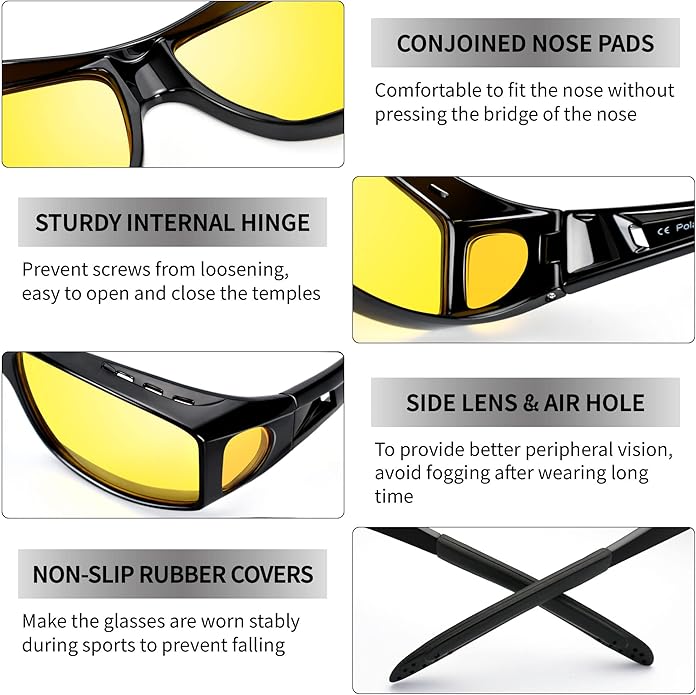 CONJOINED NOSE PADS
Comfortable to fit the nose without
pressing the bridge of the nose
STURDY INTERNAL HINGE
Prevent screws from loosening,
easy to open and close the temples
CE Pola
SIDE LENS & AIR HOLE
To provide better peripheral vision,
avoid fogging after wearing long
time
NON-SLIP RUBBER COVERS
Make the glasses are worn stably
during sports to prevent falling